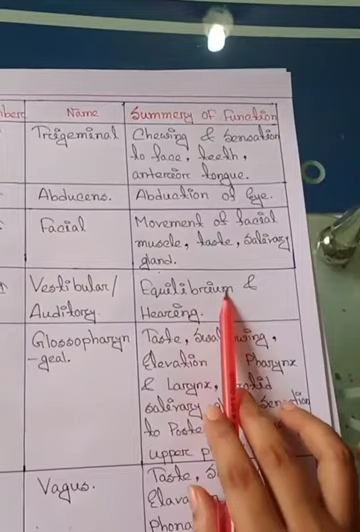 Name Summery of Function
Trigeminal Chewing & Sensation
to face, teeth,
anterior tongue.
Abducens. Abduction of Eye.
Facial Movement of facial
muscle, taste, Salivary
gland.
Vestibular/ Equilibrium &
Auditory. Hearing.
Glossopharyn Taste,
-geal. Elevation Pharynx
& Larynx,
Salivary
to
upper
Vagus. Taste,